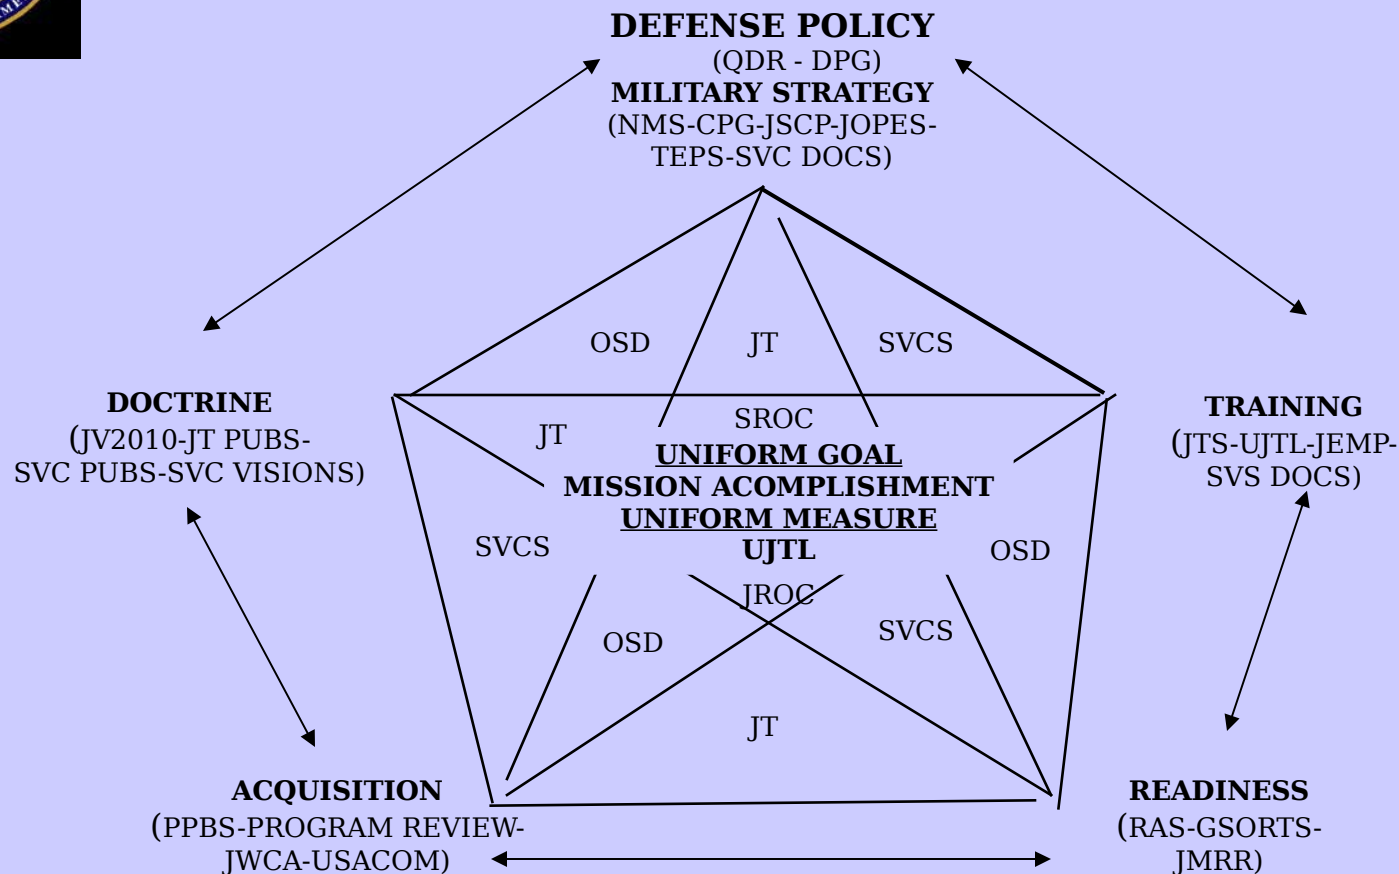 DEFENSE POLICY
(QDR - DPG)
MILITARY STRATEGY
(NMS-CPG-JSCP-JOPES-
TEPS-SVC DOCS)
OSD
JT
SVCS
DOCTRINE
(JV2010-JT PUBS-
SVC PUBS-SVC VISIONS)
TRAINING
(JTS-UJTL-JEMP-
SVS DOCS)
SROC
JT
UNIFORM GOAL
MISSION ACOMPLISHMENT
UNIFORM MEASURE
UJTL
SVCS
OSD
JROC
OSD
SVCS
JT
ACQUISITION
(PPBS-PROGRAM REVIEW-
JWCA-USACOM)
READINESS
(RAS-GSORTS-
JMRR)